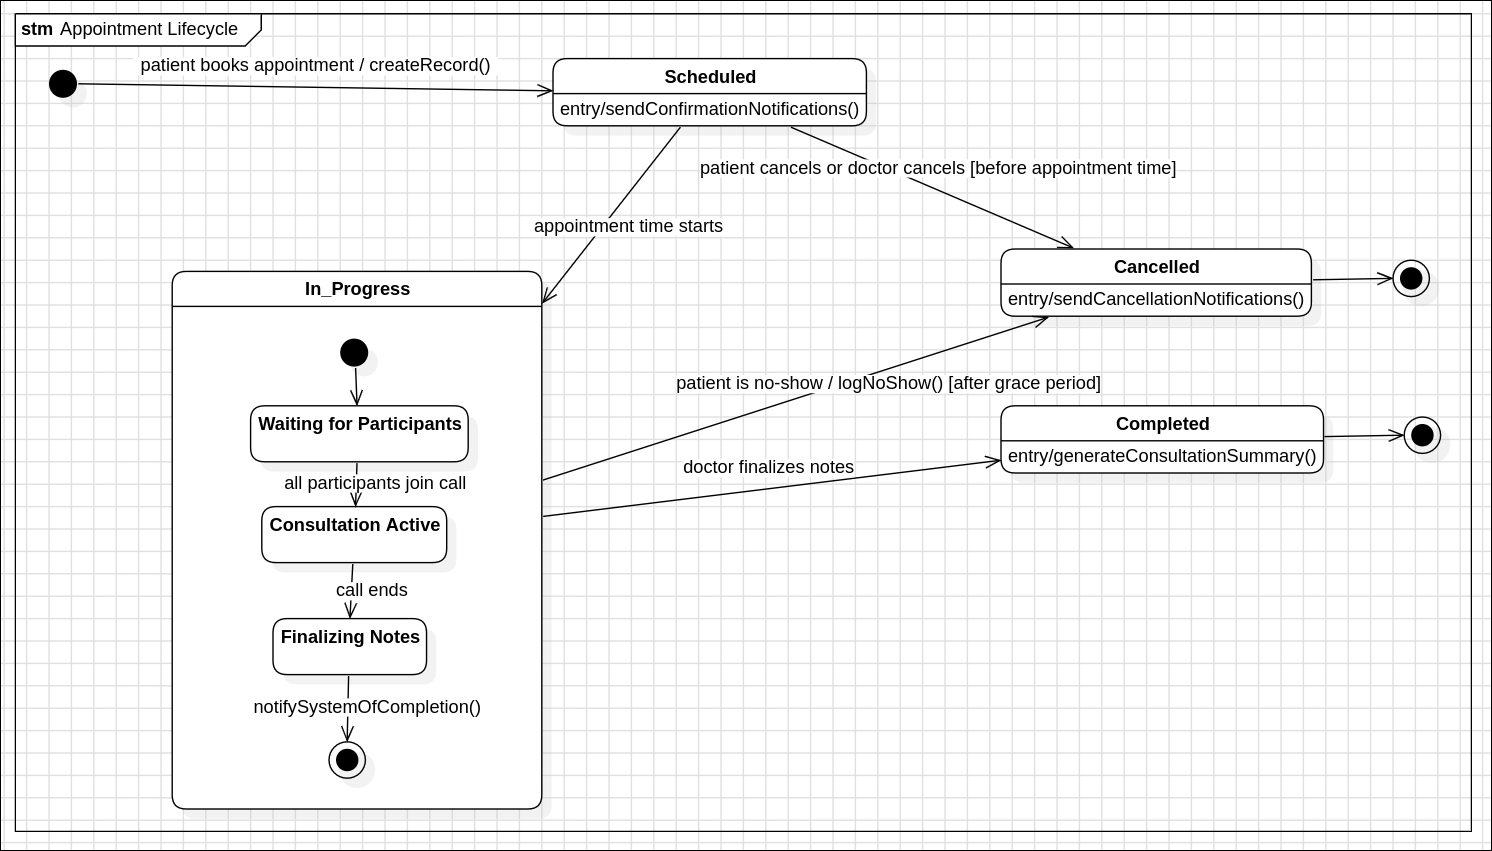 stm Appointment Lifecycle
patient books appointment / createRecord()
Scheduled
entry/sendConfirmationNotifications()
patient cancels or doctor cancels [before appointment time]
appointment time starts
Cancelled
entry/sendCancellationNotifications()
In_Progress
patient is no-show / logNoShow() [after grace period]
Waiting for Participants
Completed
entry/generateConsultationSummary()
doctor finalizes notes
all participants join call
Consultation Active
call ends
Finalizing Notes
notifySystemOfCompletion()